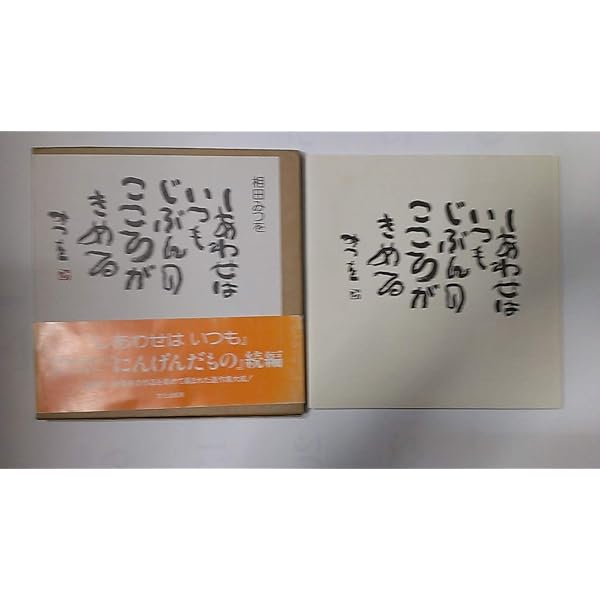 相田みつを
しあわせは
いつも
じぶんの
こころが
きめる
みつを
しあわせは いつも』
にんげんだもの』続編
しあわせは
いつも
じぶんの
こころが
きめる
みつを